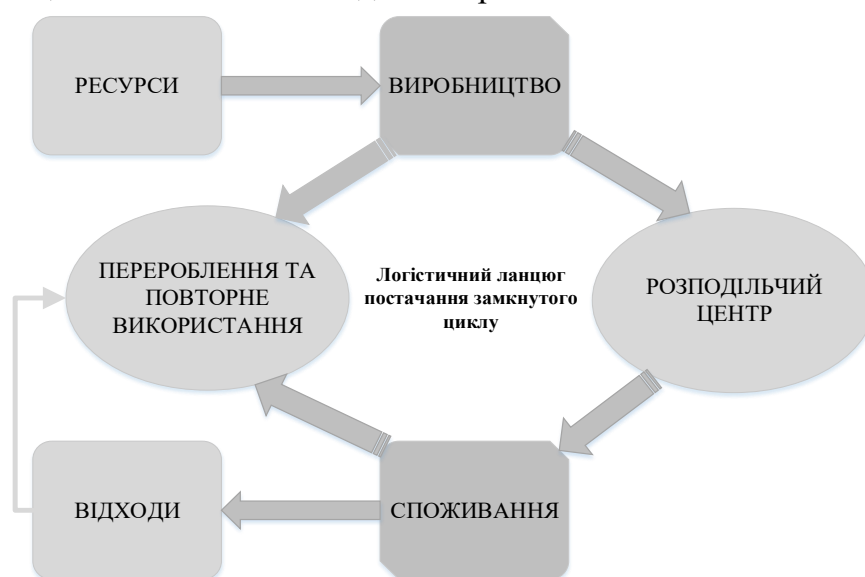 РЕСУРСИ
ВИРОБНИЦТВО
ПЕРЕРОБЛЕННЯ ТА
ПОВТОРНЕ
ВИКОРИСТАННЯ
Логістичний ланцюг
постачання замкнутого
циклу
РОЗПОДІЛЬЧИЙ
ЦЕНТР
ВІДХОДИ
СПОЖИВАННЯ